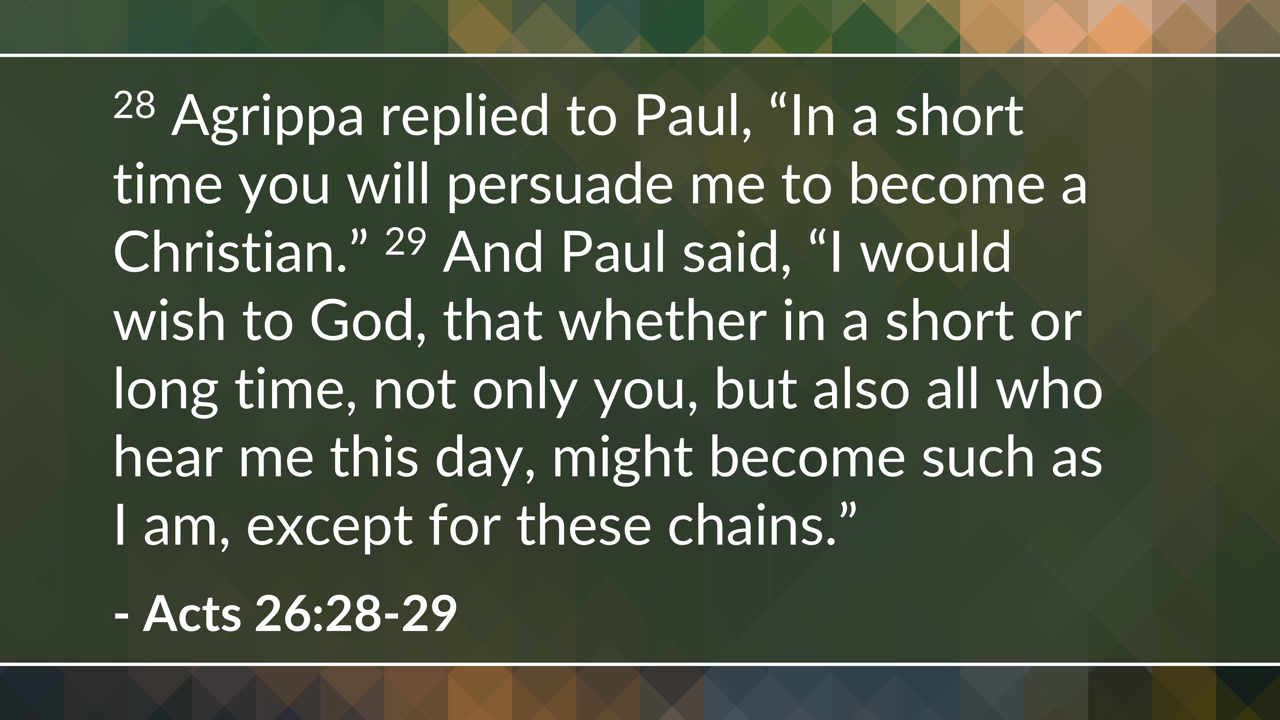 28 Agrippa replied to Paul, “In a short
time you will persuade me to become a
Christian.” 29 And Paul said, “I would
wish to God, that whether in a short or
long time, not only you, but also all who
hear me this day, might become such as
I am, except for these chains.”
- Acts 26:28-29